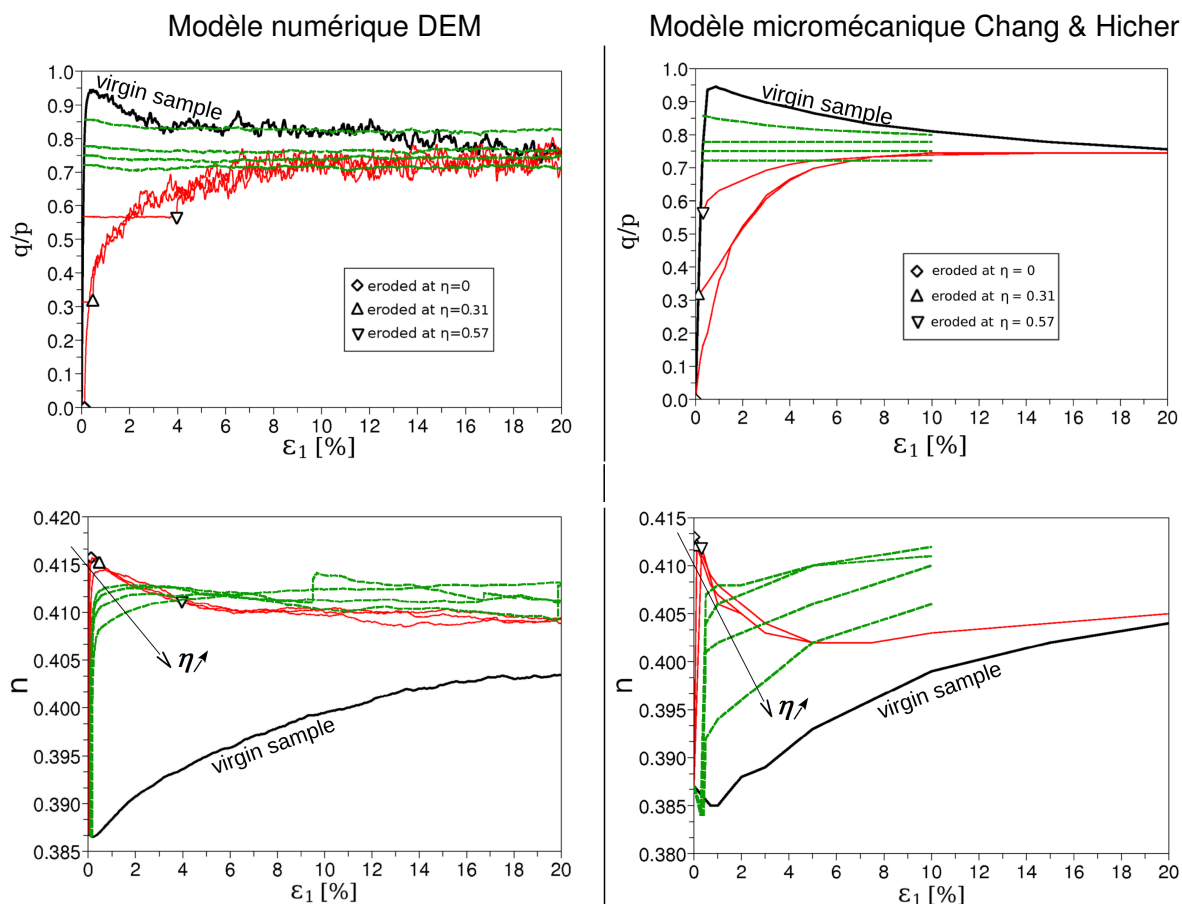 Modèle numérique DEM
Modèle micromécanique Chang & Hicher
1.0
0.9
0.8
0.7
0.6
0.5
0.4
0.3
0.2
0.1
0.0
q/p
virgin sample
eroded at η=0
eroded at η=0.31
eroded at η=0.57
0 2 4 6 8 10 12 14 16 18 20
ε1 [%]
1.0
0.9
0.8
0.7
0.6
0.5
0.4
0.3
0.2
0.1
0.0
q/p
virgin sample
eroded at η = 0
eroded at η = 0.31
eroded at η = 0.57
0 2 4 6 8 10 12 14 16 18 20
ε1 [%]
0.420
0.415
0.410
0.405
0.400
0.395
0.390
0.385
n
η
virgin sample
0 2 4 6 8 10 12 14 16 18 20
ε1 [%]
0.415
0.410
0.405
0.400
0.395
0.390
0.385
0.380
n
η
virgin sample
0 2 4 6 8 10 12 14 16 18 20
ε1 [%]